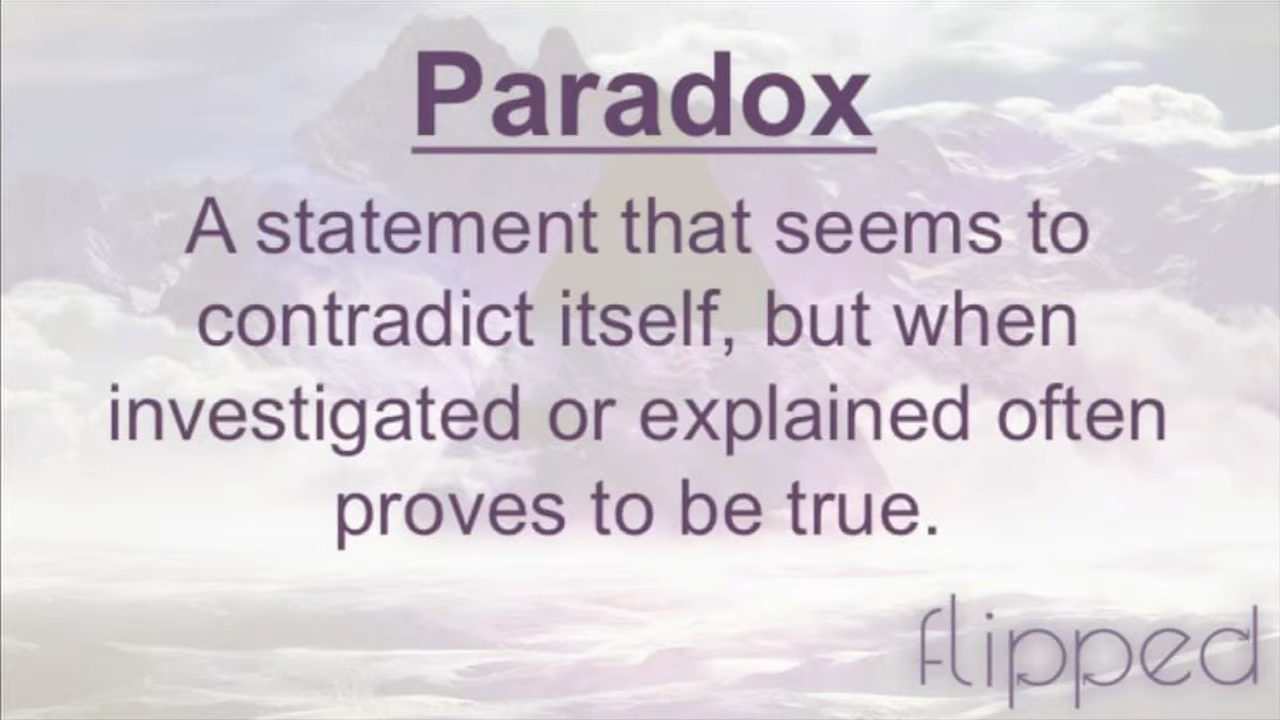 Paradox
A statement that seems to
contradict itself, but when
investigated or explained often
proves to be true.
flipped